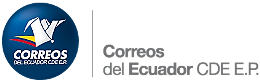 CORREOS
DEL ECUADOR CDE E.P.
Correos
del Ecuador CDE E.P.